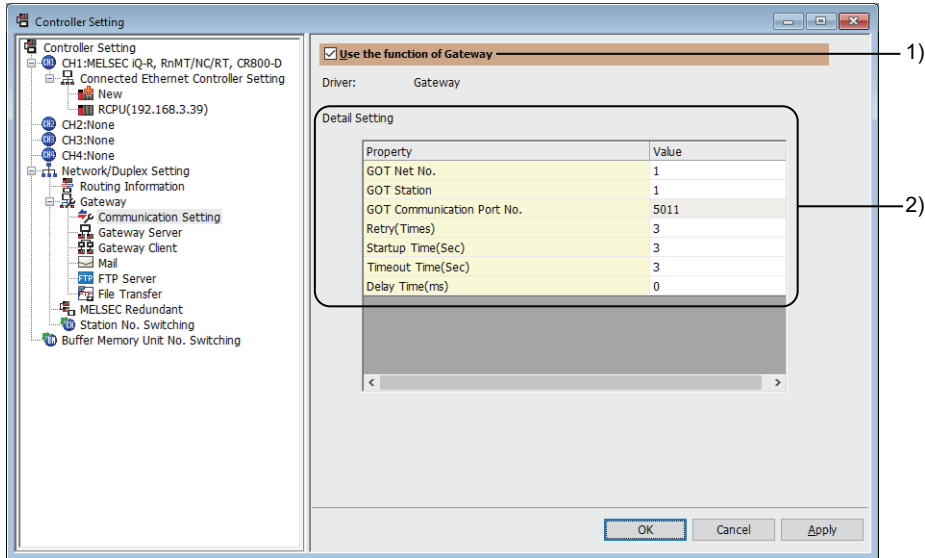 Controller Setting
Controller Setting
CH1:MELSEC iQ-R, RnMT/NC/RT, CR800-D
Connected Ethernet Controller Setting
New
RCPU(192.168.3.39)
CH2:None
CH3:None
CH4:None
Network/Duplex Setting
Routing Information
Gateway
Communication Setting
Gateway Server
Gateway Client
Mail
FTP Server
File Transfer
MELSEC Redundant
Station No. Switching
Buffer Memory Unit No. Switching
Use the function of Gateway
1)
Driver: Gateway
Detail Setting
Property Value
GOT Net No. 1
GOT Station 1
GOT Communication Port No. 5011
2)
Retry(Times) 3
Startup Time(Sec) 3
Timeout Time(Sec) 3
Delay Time(ms) 0
OK Cancel Apply